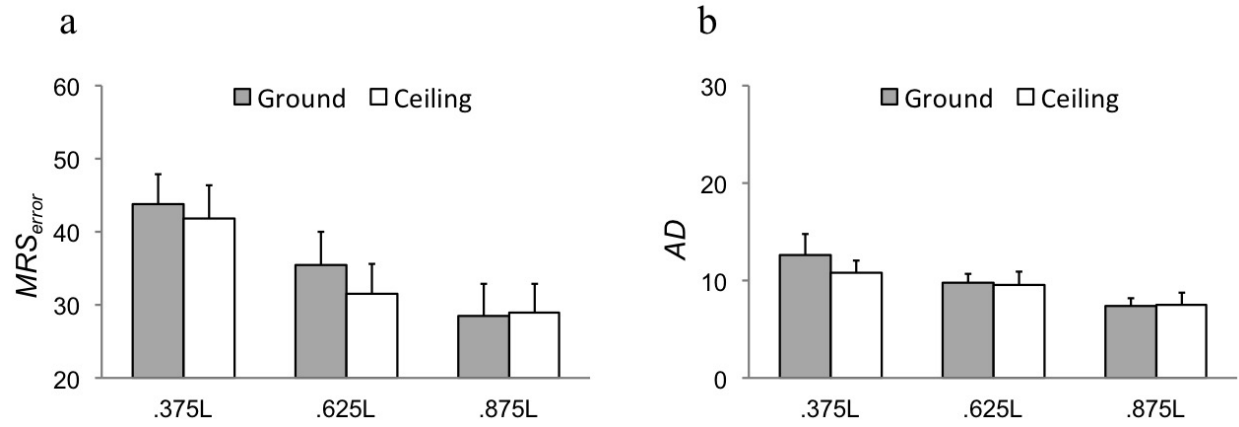 a
60
50
40
30
20
MRSerror
Ground
Ceiling
.375L
.625L
.875L
b
30
20
10
0
AD
Ground
Ceiling
.375L
.625L
.875L